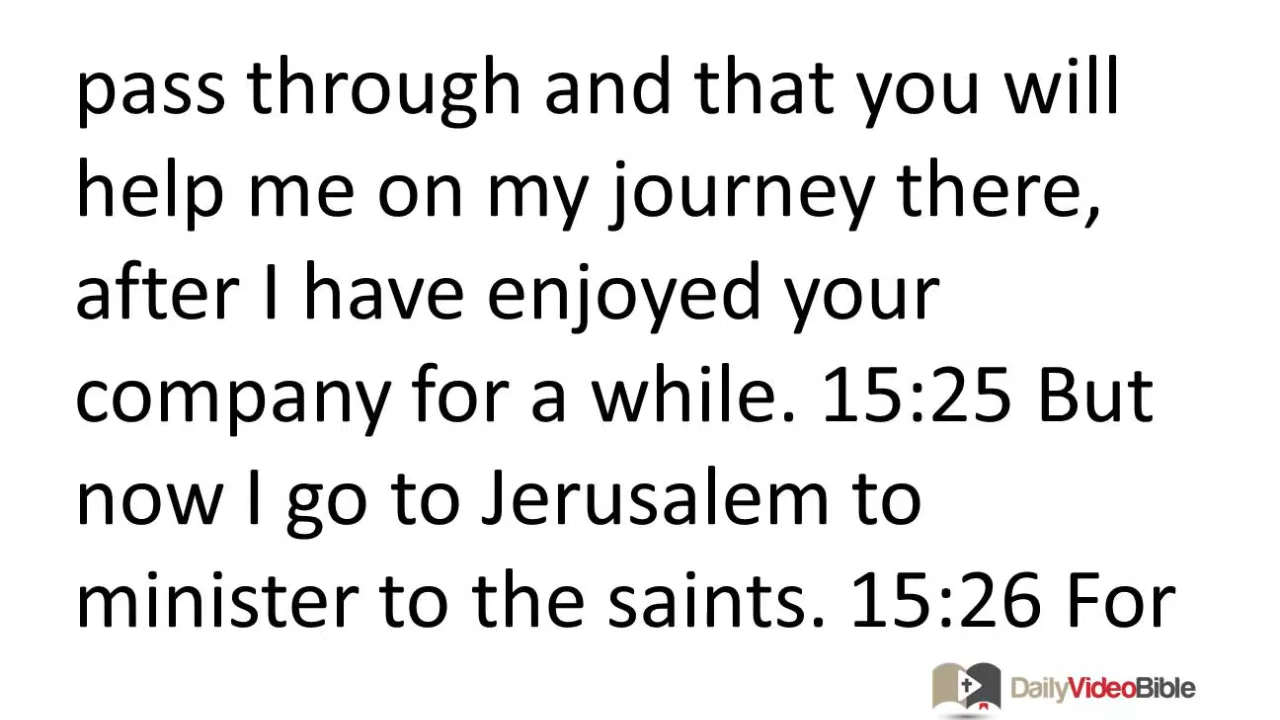 pass through and that you will
help me on my journey there,
after I have enjoyed your
company for a while. 15:25 But
now I go to Jerusalem to
minister to the saints. 15:26 For
DailyVideoBible